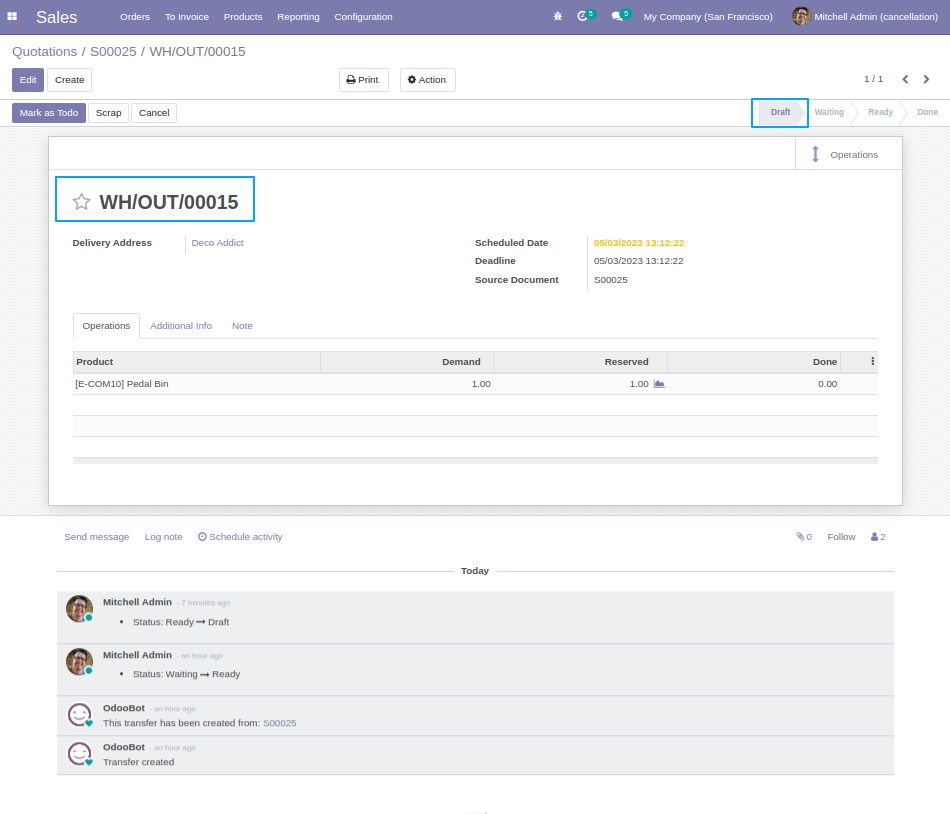 Sales Orders To Invoice Products Reporting Configuration 5 5 My Company (San Francisco) Mitchell Admin (cancellation)
Quotations / S00025 / WH/OUT/00015
Edit Create Print Action 1 / 1
Mark as Todo Scrap Cancel Draft Waiting Ready Done
Operations
WH/OUT/00015
Delivery Address Deco Addict Scheduled Date 05/03/2023 13:12:22
Deadline 05/03/2023 13:12:22
Source Document S00025
Operations Additional Info Note
Product Demand Reserved Done
[E-COM10] Pedal Bin 1.00 1.00 0.00
Send message Log note Schedule activity 0 Follow 2
Today
Mitchell Admin - 7 minutes ago
• Status: Ready → Draft
Mitchell Admin - an hour ago
• Status: Waiting → Ready
OdooBot - an hour ago
This transfer has been created from: S00025
OdooBot - an hour ago
Transfer created